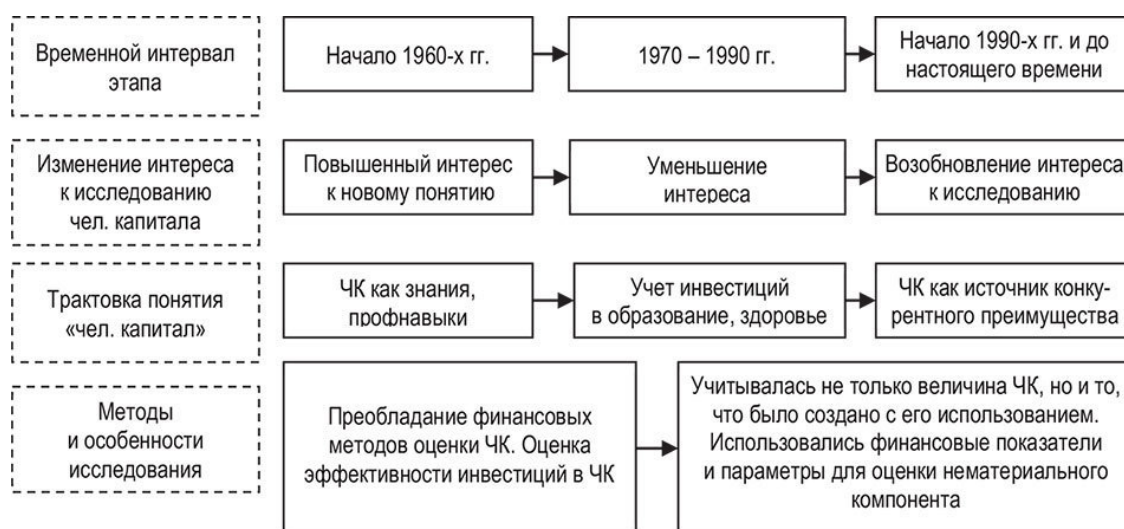 Временной интервал
этапа
Начало 1960-х гг.
1970 – 1990 гг.
Начало 1990-х гг. и до
настоящего времени
Изменение интереса
к исследованию
чел. капитала
Повышенный интерес
к новому понятию
Уменьшение
интереса
Возобновление интереса
к исследованию
Трактовка понятия
«чел. капитал»
ЧК как знания,
профнавыки
Учет инвестиций
в образование, здоровье
ЧК как источник конку-
рентного преимущества
Методы
и особенности
исследования
Преобладание финансовых
методов оценки ЧК. Оценка
эффективности инвестиций в ЧК
Учитывалась не только величина ЧК, но и то,
что было создано с его использованием.
Использовались финансовые показатели
и параметры для оценки нематериального
компонента